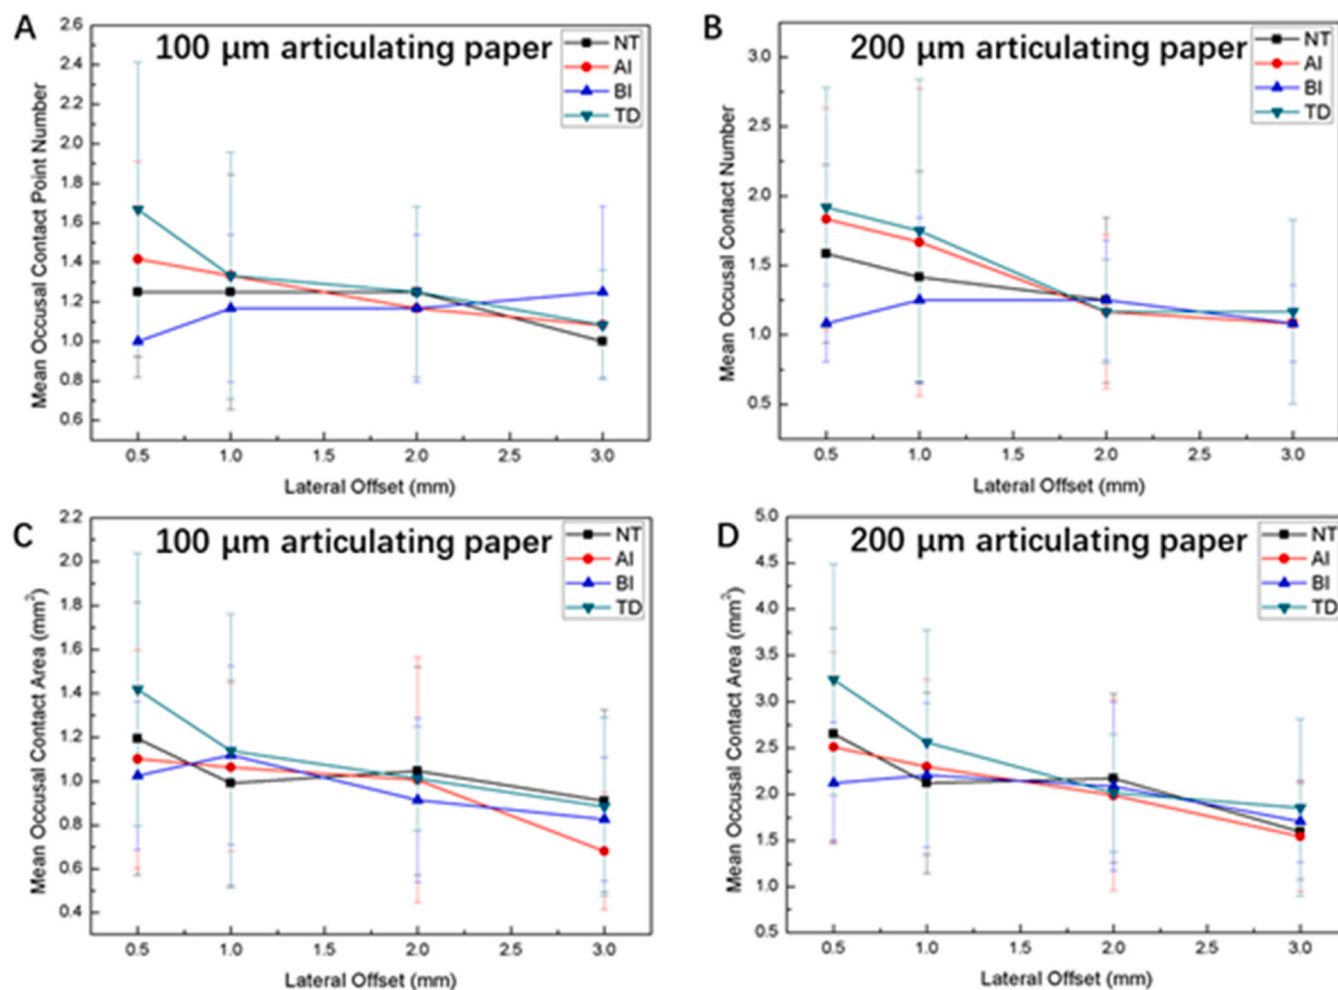 A
100 μm articulating paper
NT
AI
BI
TD
Mean Occusal Contact Point Number
2.6
2.4
2.2
2.0
1.8
1.6
1.4
1.2
1.0
0.8
0.6
0.5
1.0
1.5
2.0
2.5
3.0
Lateral Offset (mm)
B
200 μm articulating paper
NT
AI
BI
TD
Mean Occusal Contact Number
3.0
2.5
2.0
1.5
1.0
0.5
0.5
1.0
1.5
2.0
2.5
3.0
Lateral Offset (mm)
C
100 μm articulating paper
NT
AI
BI
TD
Mean Occusal Contact Area (mm²)
2.2
2.0
1.8
1.6
1.4
1.2
1.0
0.8
0.6
0.4
0.5
1.0
1.5
2.0
2.5
3.0
Lateral Offset (mm)
D
200 μm articulating paper
NT
AI
BI
TD
Mean Occusal Contact Area (mm²)
5.0
4.5
4.0
3.5
3.0
2.5
2.0
1.5
1.0
0.5
0.5
1.0
1.5
2.0
2.5
3.0
Lateral Offset (mm)